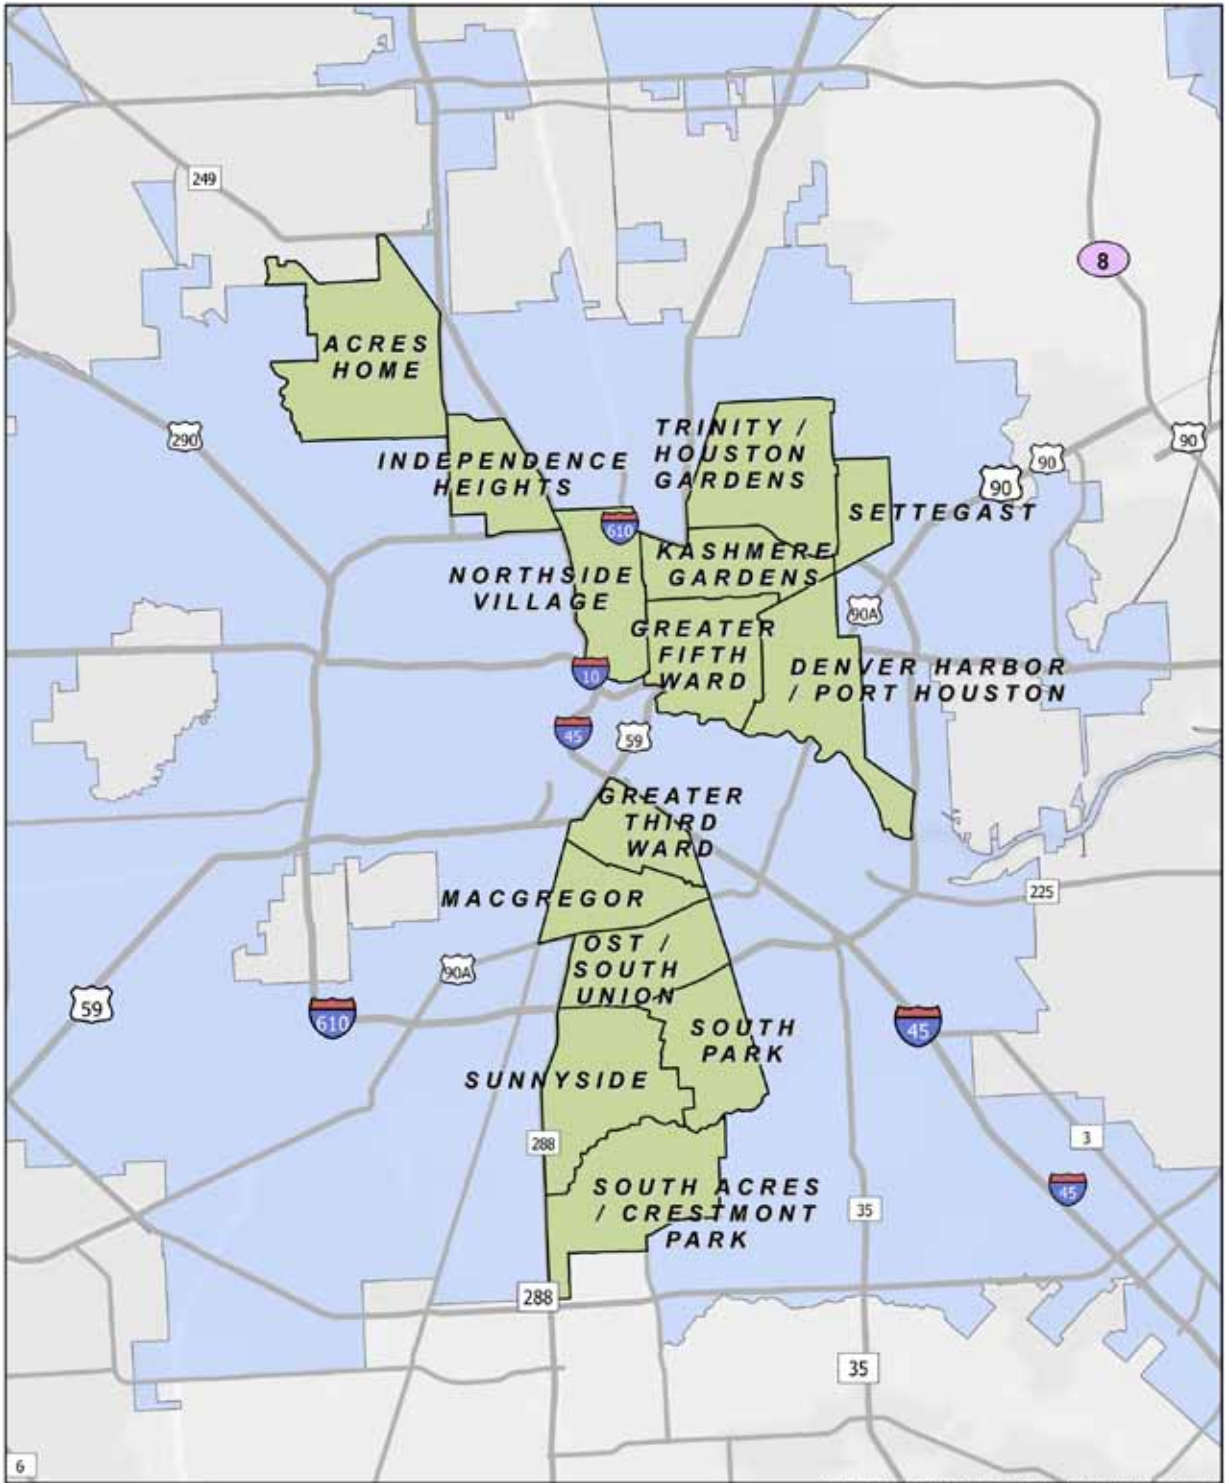 249
8
ACRES
HOME
290
TRINITY /
HOUSTON
GARDENS
90
90
90
INDEPENDENCE
HEIGHTS
SETTEGAST
610
KASHMERE
GARDENS
NORTHSIDE
VILLAGE
90A
GREATER
FIFTH
WARD
10
DENVER HARBOR
/ PORT HOUSTON
45
59
GREATER
THIRD
WARD
225
MACGREGOR
OST /
SOUTH
UNION
90A
59
610
45
SOUTH
PARK
SUNNYSIDE
288
3
45
SOUTH ACRES
/ CRESTMONT
PARK
35
288
35
6